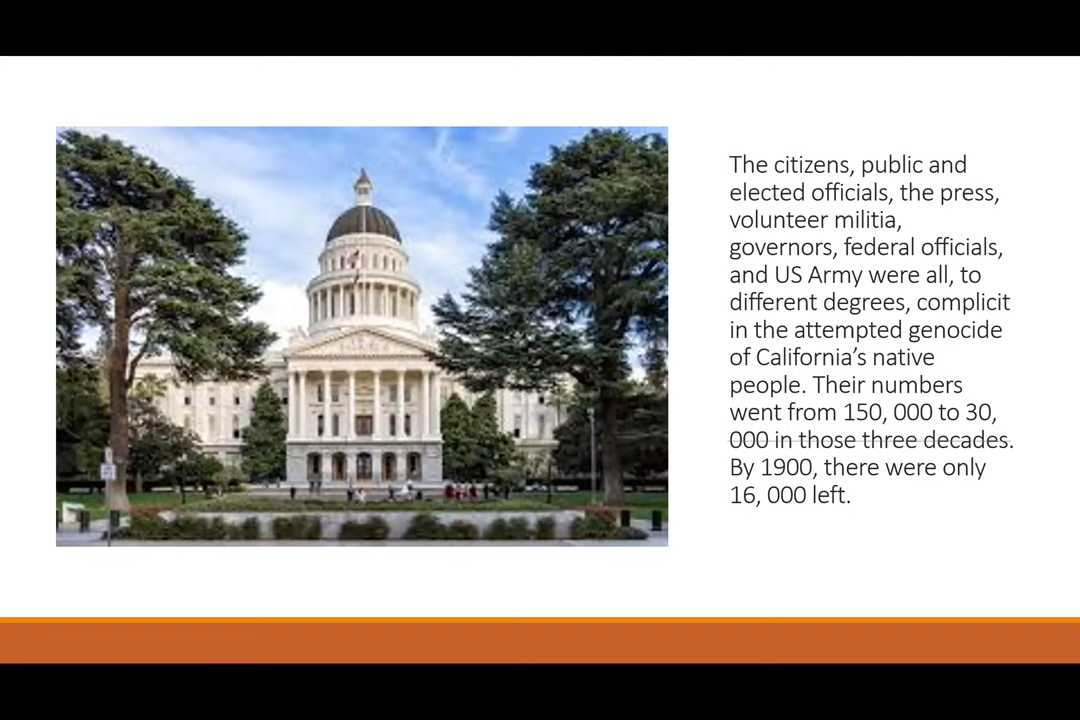 The citizens, public and
elected officials, the press,
volunteer militia,
governors, federal officials,
and US Army were all, to
different degrees, complicit
in the attempted genocide
of California’s native
people. Their numbers
went from 150, 000 to 30,
000 in those three decades.
By 1900, there were only
16, 000 left.